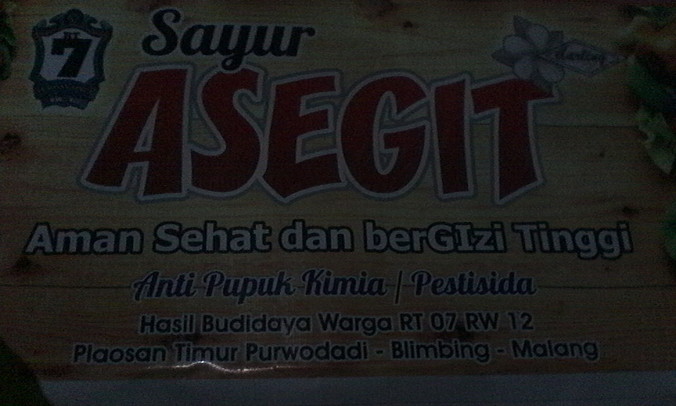 RT
7
Sayur
ASEGIT
Aman Sehat dan berGIzi Tinggi
Anti Pupuk Kimia / Pestisida
Hasil Budidaya Warga RT 07 RW 12
Plaosan Timur Purwodadi - Blimbing - Malang